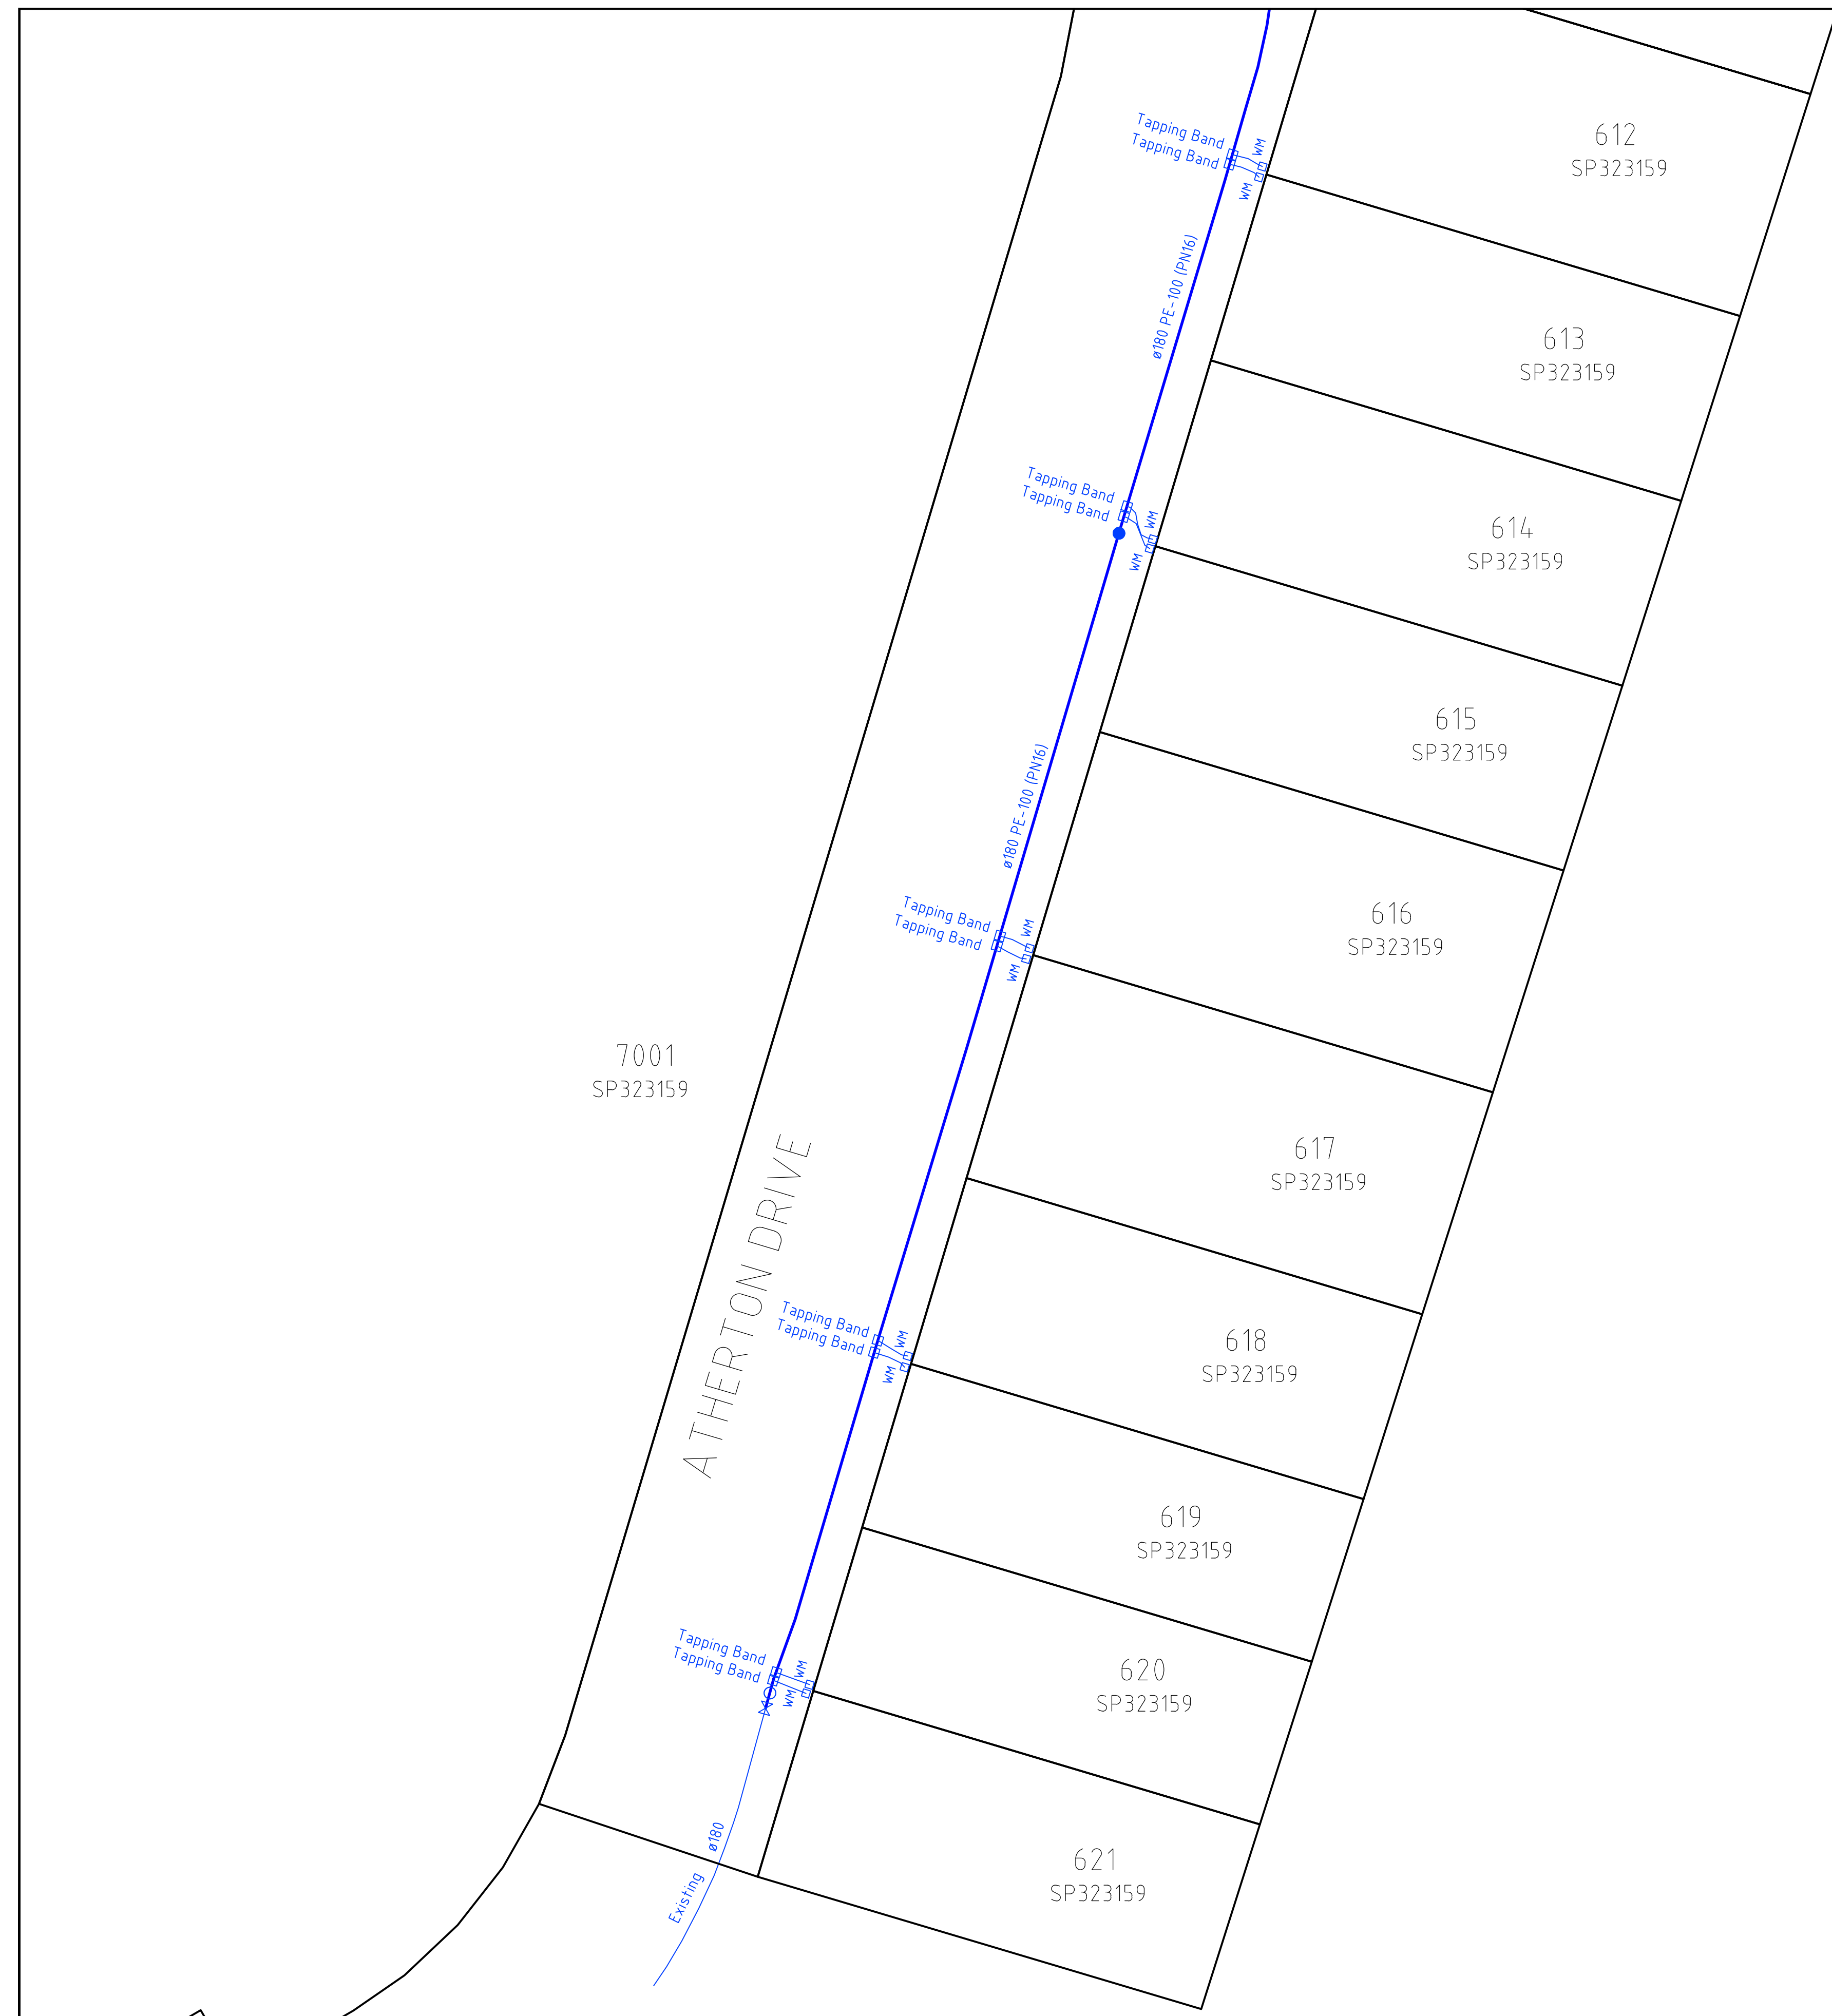 Tapping Band
Tapping Band
WM
WM
612
SP323159
ø180 PE-100 (PN16)
613
SP323159
Tapping Band
Tapping Band
WM
WM
614
SP323159
615
SP323159
ø180 PE-100 (PN16)
Tapping Band
Tapping Band
WM
WM
616
SP323159
7001
SP323159
617
SP323159
ATHERTON DRIVE
Tapping Band
Tapping Band
WM
WM
618
SP323159
619
SP323159
Tapping Band
Tapping Band
WM
WM
620
SP323159
Existing ø180
621
SP323159